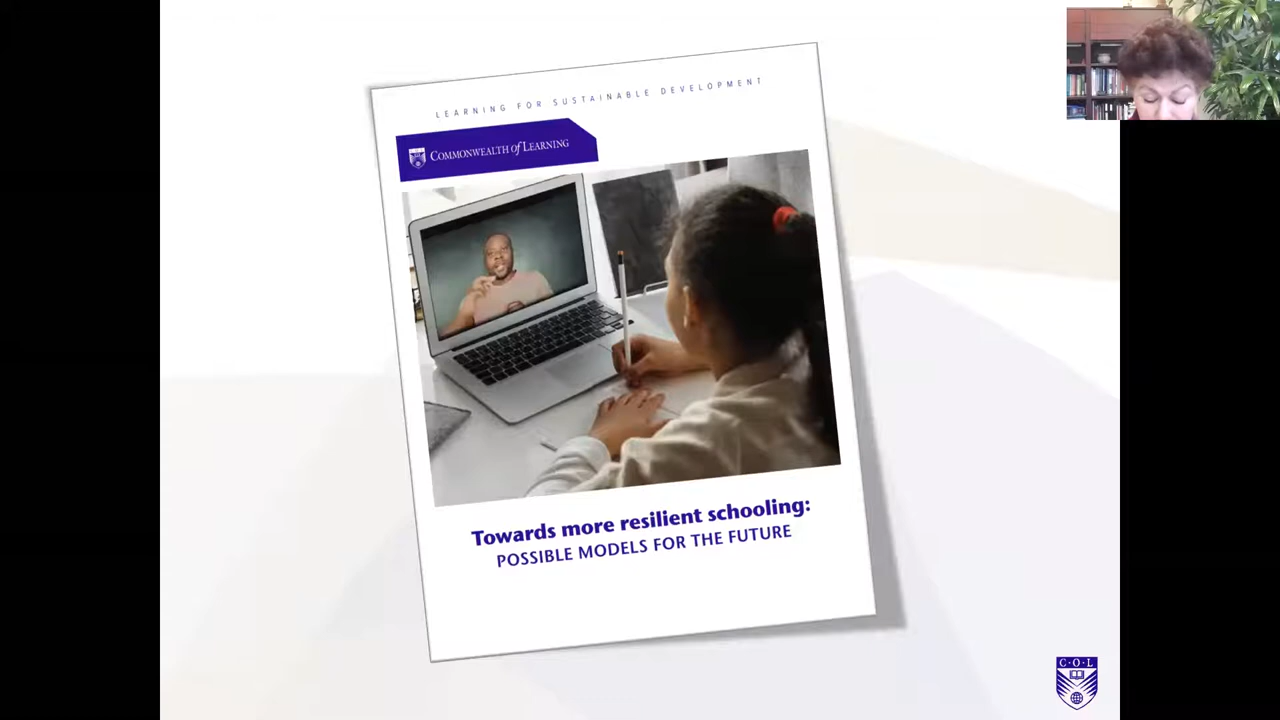 LEARNING FOR SUSTAINABLE DEVELOPMENT
COMMONWEALTH of LEARNING
Towards more resilient schooling:
POSSIBLE MODELS FOR THE FUTURE
C·O·L